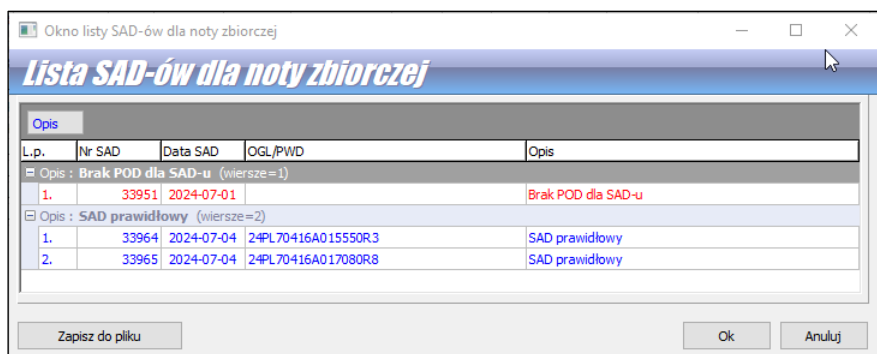 Okno listy SAD-ów dla noty zbiorczej
Lista SAD-ów dla noty zbiorczej
Opis
L.p. Nr SAD Data SAD OGL/PWD Opis
Opis : Brak POD dla SAD-u (wiersze=1)
1. 33951 2024-07-01 Brak POD dla SAD-u
Opis : SAD prawidłowy (wiersze=2)
1. 33964 2024-07-04 24PL70416A015550R3 SAD prawidłowy
2. 33965 2024-07-04 24PL70416A017080R8 SAD prawidłowy
Zapisz do pliku Ok Anuluj